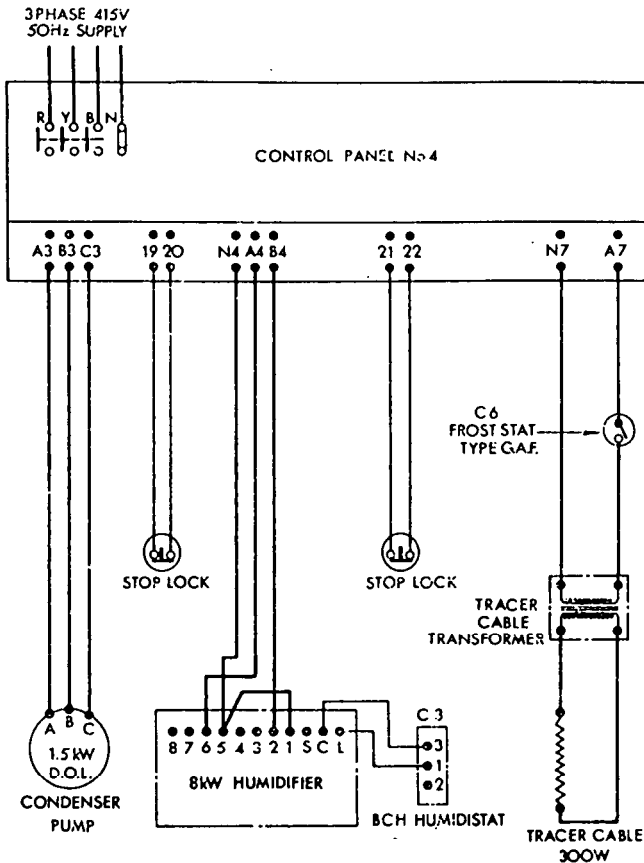 3 PHASE 415V
50Hz SUPPLY
R Y B N
CONTROL PANEL No 4
A3 B3 C3 19 20 N4 A4 B4 21 22 N7 A7
C6
FROST STAT
TYPE G.A.F.
STOP LOCK
STOP LOCK
TRACER
CABLE
TRANSFORMER
A B C
1.5 kW
D.O.L.
CONDENSER
PUMP
8 7 6 5 4 3 2 1 S C L
8kW HUMIDIFIER
C 3
3
1
2
BCH HUMIDISTAT
TRACER CABLE
300W